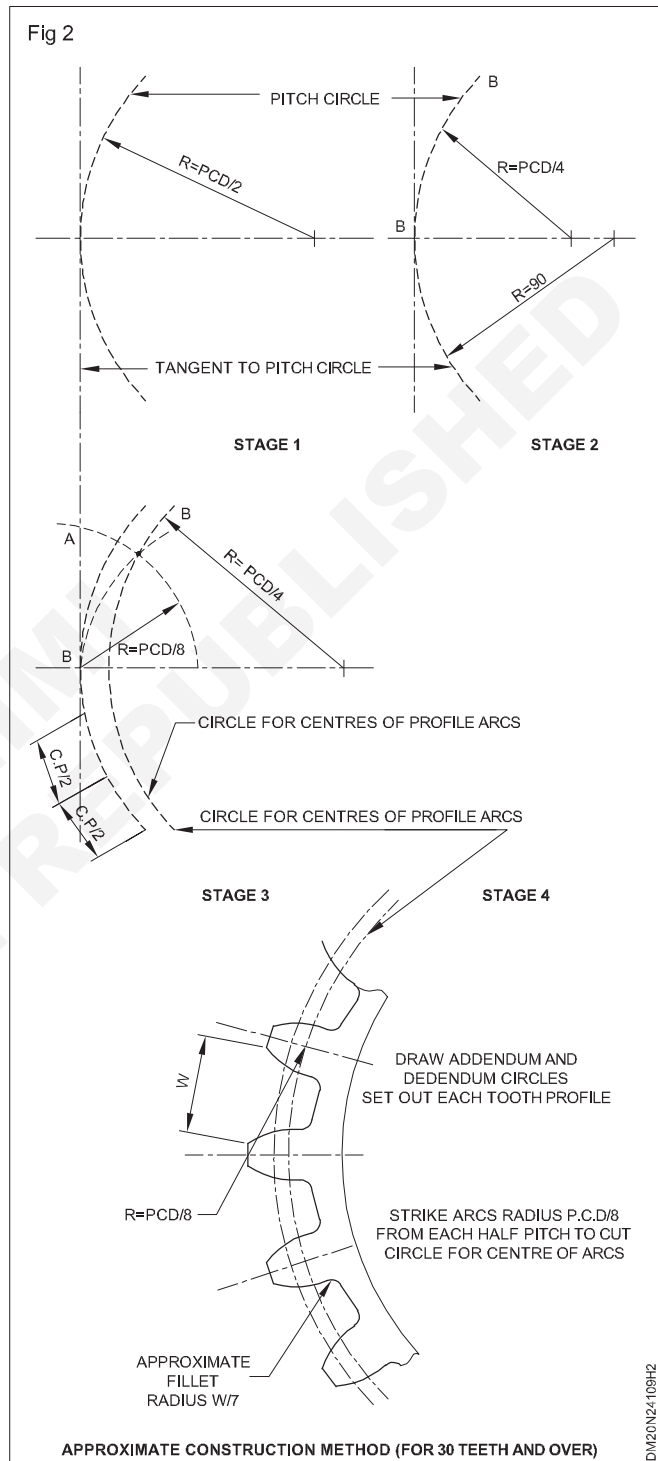 Fig 2
B
PITCH CIRCLE
R=PCD/2
R=PCD/4
B
R=90
TANGENT TO PITCH CIRCLE
STAGE 1
STAGE 2
A
B
R= PCD/4
B
R=PCD/8
CIRCLE FOR CENTRES OF PROFILE ARCS
C.P/2
C.P/2
CIRCLE FOR CENTRES OF PROFILE ARCS
STAGE 3
STAGE 4
W
DRAW ADDENDUM AND
DEDENDUM CIRCLES
SET OUT EACH TOOTH PROFILE
R=PCD/8
STRIKE ARCS RADIUS P.C.D/8
FROM EACH HALF PITCH TO CUT
CIRCLE FOR CENTRE OF ARCS
APPROXIMATE
FILLET
RADIUS W/7
APPROXIMATE CONSTRUCTION METHOD (FOR 30 TEETH AND OVER)
DM20N24109H2
REPUBLISHED